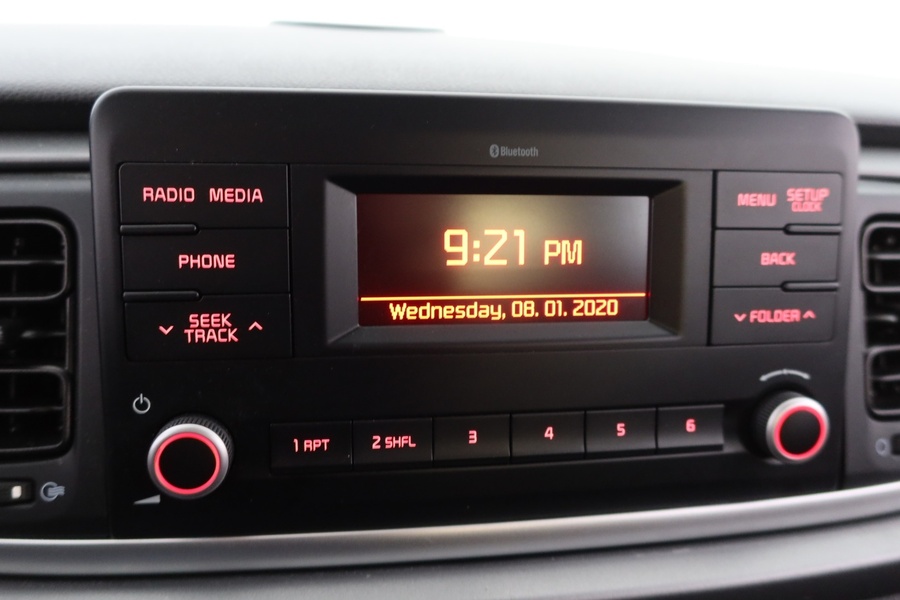 Bluetooth
RADIO MEDIA
PHONE
SEEK
TRACK
9:21 PM
Wednesday, 08. 01. 2020
MENU SETUP
CLOCK
BACK
FOLDER
1 RPT 2 SHFL 3 4 5 6